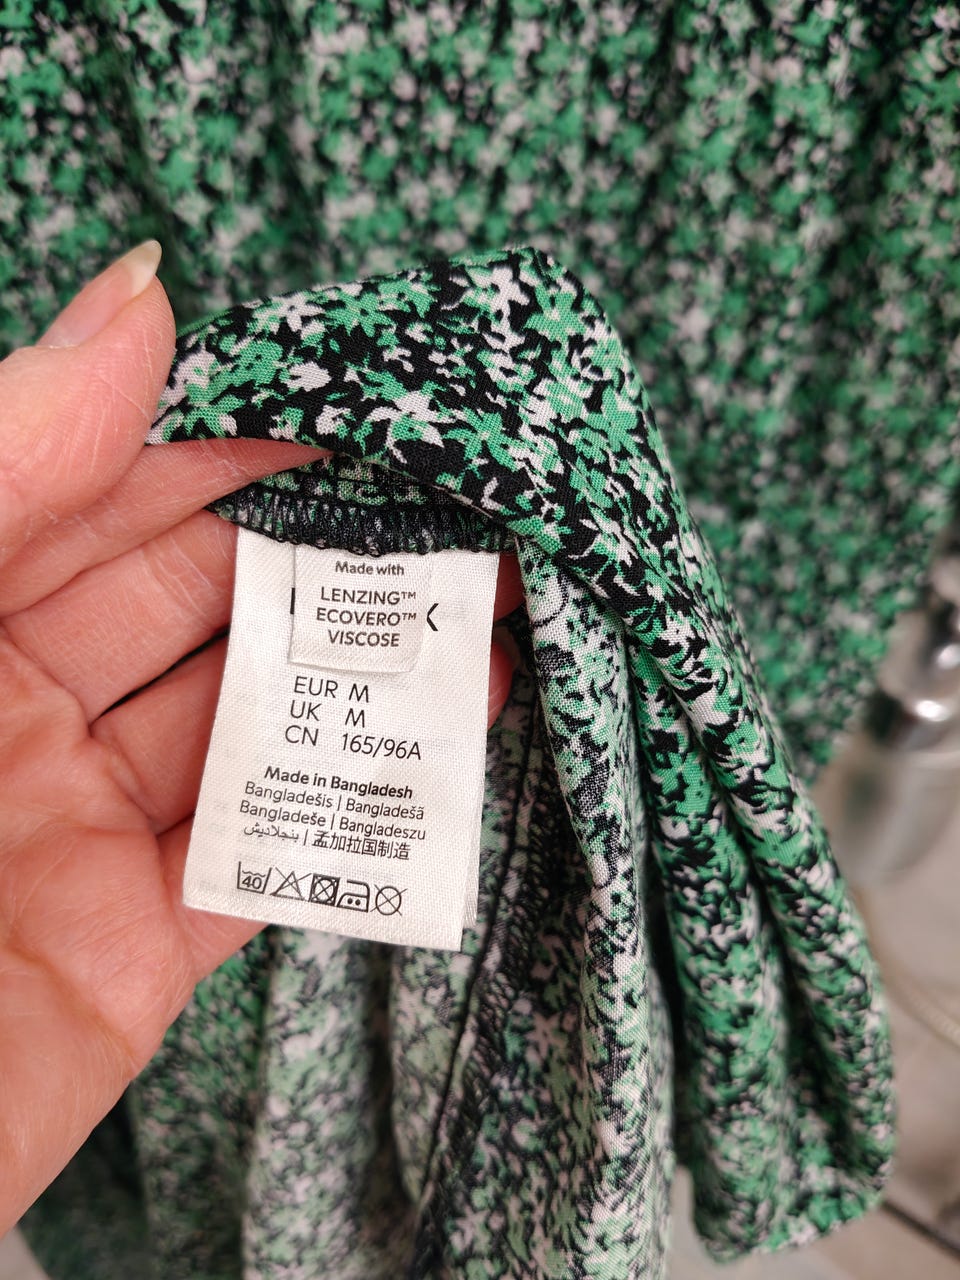 Made with
LENZING™
ECOVERO™
VISCOSE
EUR M
UK M
CN 165/96A
Made in Bangladesh
Bangladešis | Bangladešā
Bangladeše | Bangladeszu
بنجلاديش | 孟加拉国制造
40